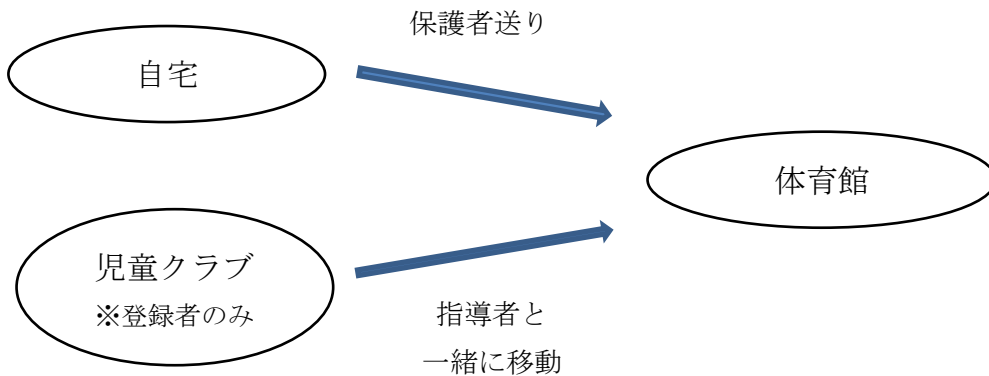 保護者送り
自宅
体育館
児童クラブ
※登録者のみ
指導者と
一緒に移動